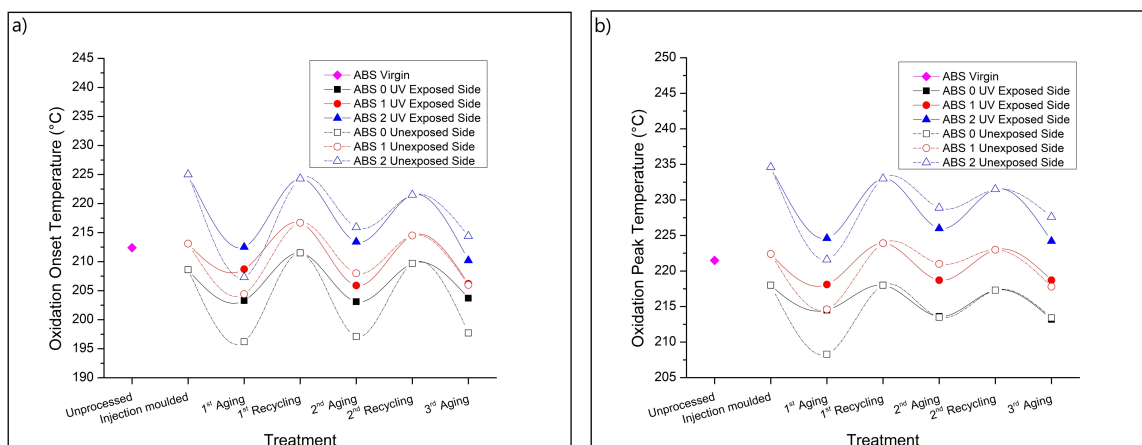 a)
245
240
235
230
225
220
215
210
205
200
195
190
Oxidation Onset Temperature (°C)
ABS Virgin
ABS 0 UV Exposed Side
ABS 1 UV Exposed Side
ABS 2 UV Exposed Side
ABS 0 Unexposed Side
ABS 1 Unexposed Side
ABS 2 Unexposed Side
Unprocessed
Injection moulded
1st Aging
1st Recycling
2nd Aging
2nd Recycling
3rd Aging
Treatment
b)
250
245
240
235
230
225
220
215
210
205
Oxidation Peak Temperature (°C)
ABS Virgin
ABS 0 UV Exposed Side
ABS 1 UV Exposed Side
ABS 2 UV Exposed Side
ABS 0 Unexposed Side
ABS 1 Unexposed Side
ABS 2 Unexposed Side
Unprocessed
Injection moulded
1st Aging
1st Recycling
2nd Aging
2nd Recycling
3rd Aging
Treatment